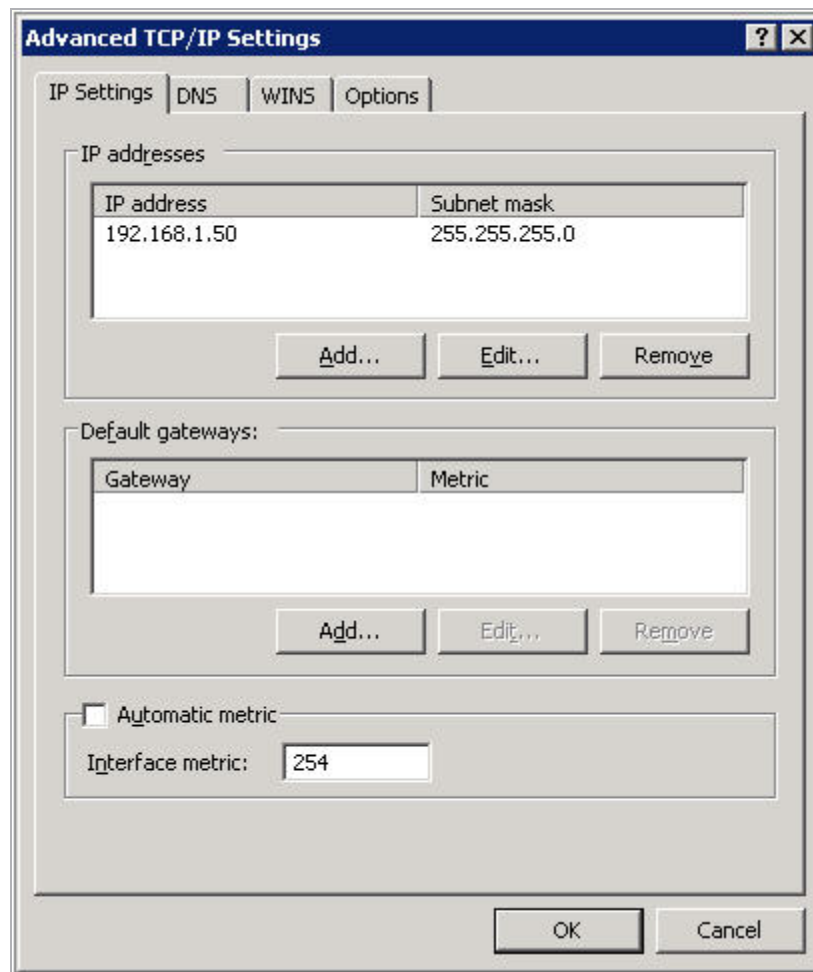 Advanced TCP/IP Settings
IP Settings DNS WINS Options
IP addresses
IP address Subnet mask
192.168.1.50 255.255.255.0
Add... Edit... Remove
Default gateways:
Gateway Metric
Add... Edit... Remove
Automatic metric
Interface metric: 254
OK Cancel